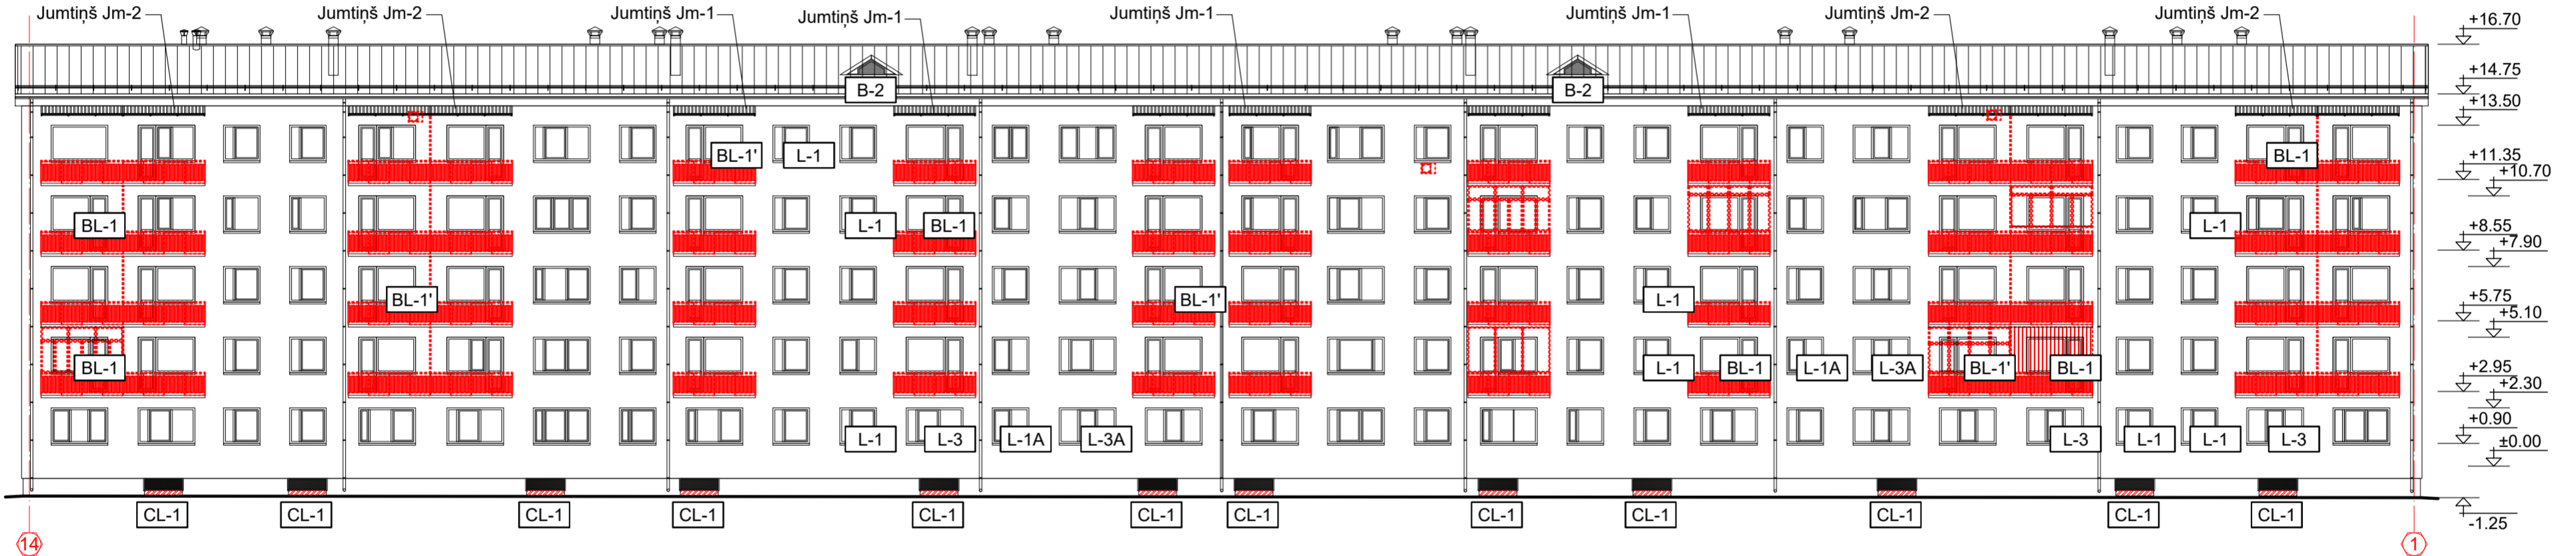 Jumtiņš Jm-2
Jumtiņš Jm-2
Jumtiņš Jm-1
Jumtiņš Jm-1
Jumtiņš Jm-1
Jumtiņš Jm-1
Jumtiņš Jm-2
Jumtiņš Jm-2
+16.70
+14.75
+13.50
+11.35
+10.70
+8.55
+7.90
+5.75
+5.10
+2.95
+2.30
+0.90
±0.00
-1.25
B-2
B-2
BL-1'
L-1
BL-1
BL-1
L-1
BL-1
L-1
BL-1'
BL-1'
L-1
BL-1
L-1
BL-1
L-1A
L-3A
BL-1'
BL-1
L-1
L-3
L-1A
L-3A
L-3
L-1
L-1
L-3
CL-1
CL-1
CL-1
CL-1
CL-1
CL-1
CL-1
CL-1
CL-1
CL-1
CL-1
CL-1
14
1